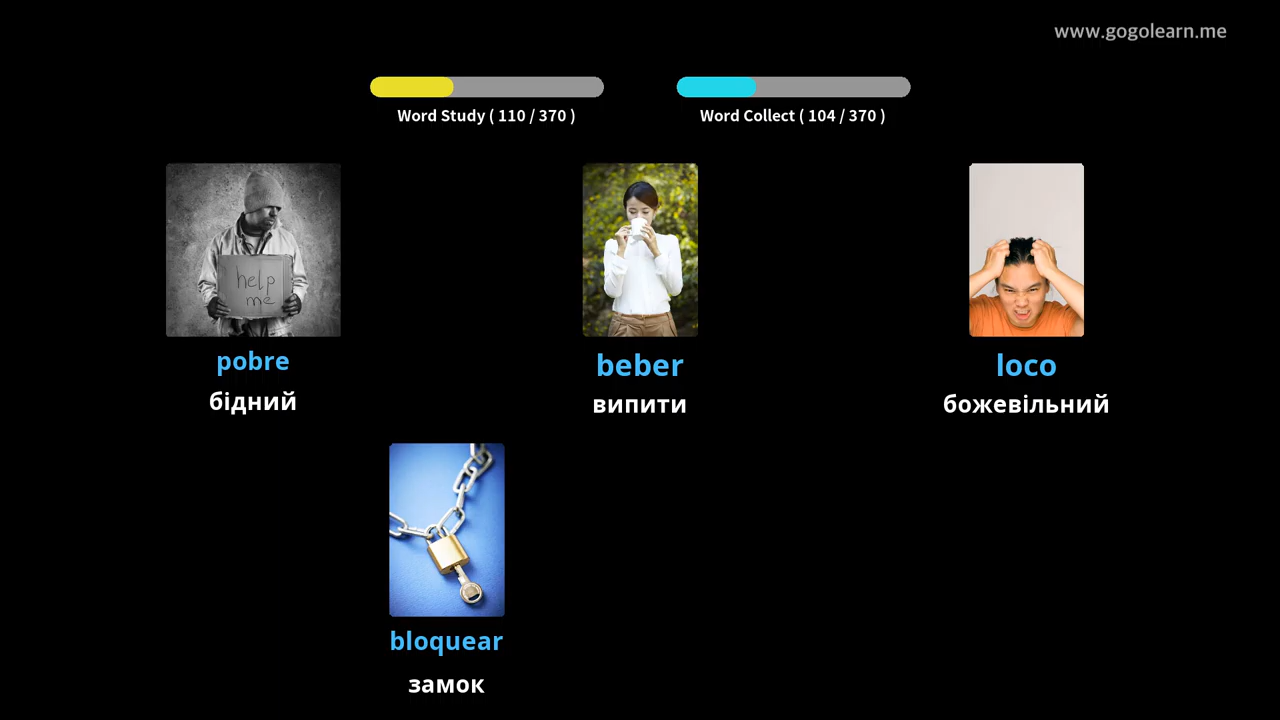 www.gogolearn.me
Word Study ( 110 / 370 )
Word Collect ( 104 / 370 )
help
me
pobre
beber
loco
бідний
випити
божевільний
bloquear
замок